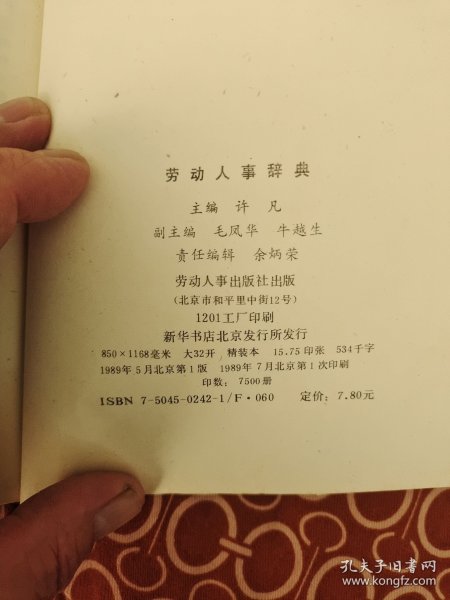 劳动人事辞典
主编 许 凡
副主编 毛凤华 牛越生
责任编辑 余炳荣
劳动人事出版社出版
(北京市和平里中街12号)
1201工厂印刷
新华书店北京发行所发行
850×1168毫米 大32开 精装本 15.75印张 534千字
1989年5月北京第1版 1989年7月北京第1次印刷
印数: 7500册
ISBN 7-5045-0242-1/F·060 定价: 7.80元
孔夫子旧书网
www.kongfz.com